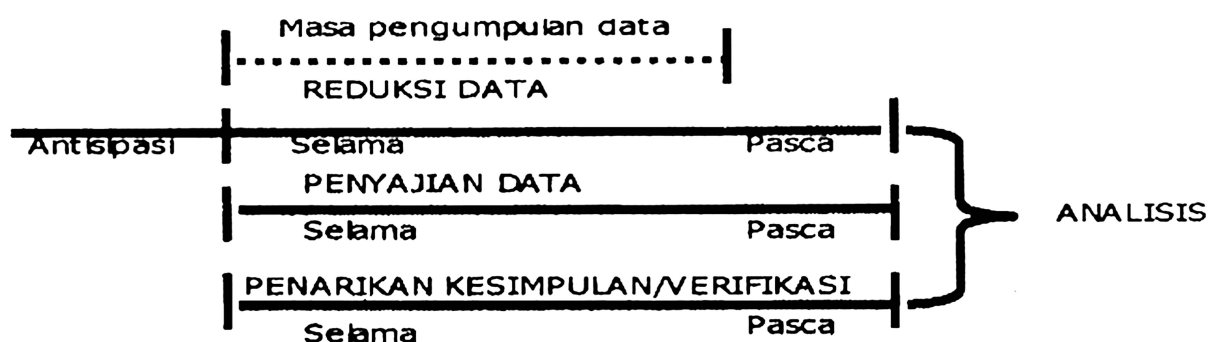 Masa pengumpulan data
REDUKSI DATA
Antisipasi Selama Pasca
PENYAJIAN DATA
Selama Pasca
ANALISIS
PENARIKAN KESIMPULAN/VERIFIKASI
Selama Pasca